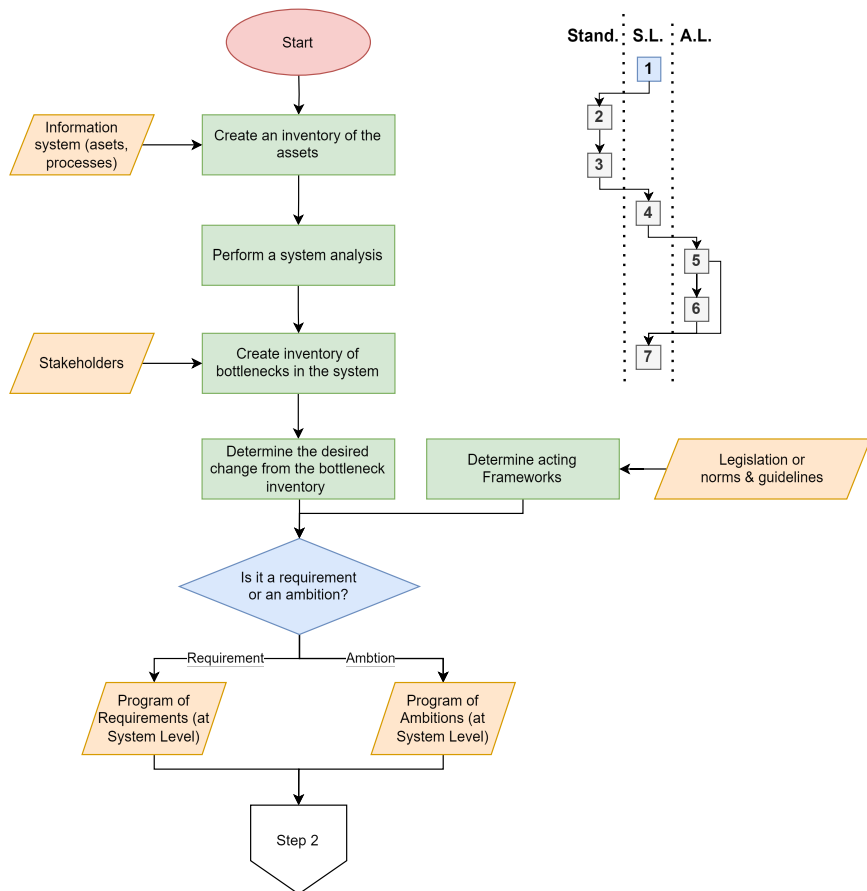 Start
Stand.
S.L.
A.L.
1
2
3
4
5
6
7
Information
system (asets,
processes)
Create an inventory of the
assets
Perform a system analysis
Stakeholders
Create inventory of
bottlenecks in the system
Determine the desired
change from the bottleneck
inventory
Determine acting
Frameworks
Legislation or
norms & guidelines
Is it a requirement
or an ambition?
Requirement
Ambtion
Program of
Requirements (at
System Level)
Program of
Ambitions (at
System Level)
Step 2